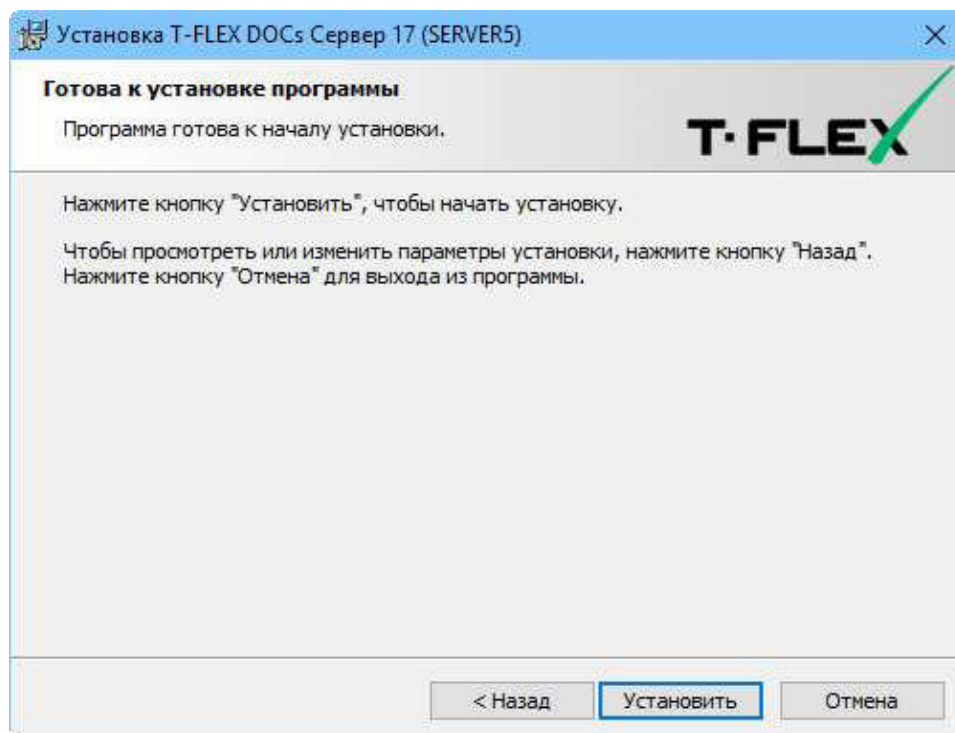 Установка T-FLEX DOCs Сервер 17 (SERVER5)
Готова к установке программы
Программа готова к началу установки.
T·FLEX
Нажмите кнопку "Установить", чтобы начать установку.
Чтобы просмотреть или изменить параметры установки, нажмите кнопку "Назад".
Нажмите кнопку "Отмена" для выхода из программы.
< Назад
Установить
Отмена